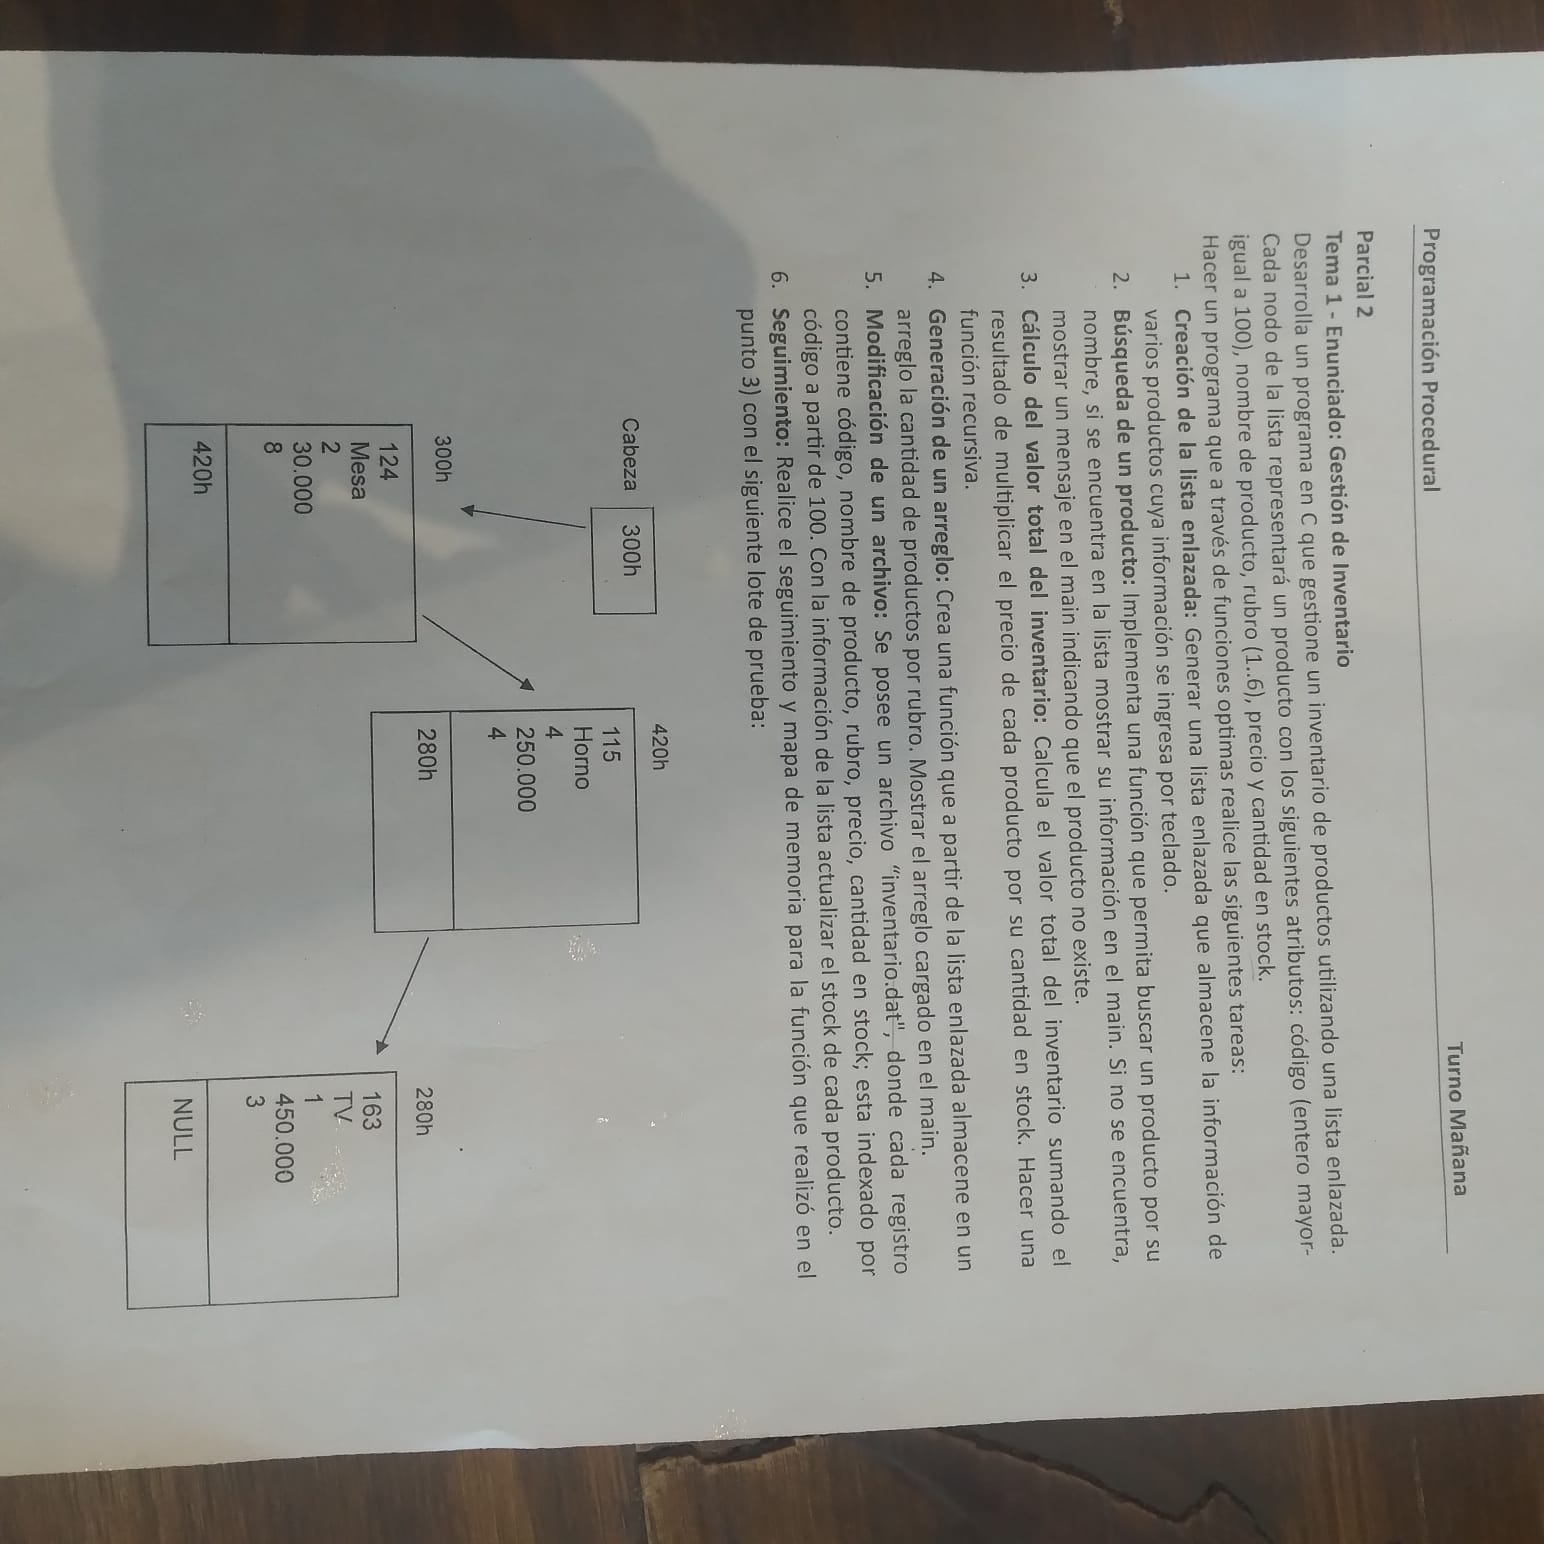 Programación Procedural
Turno Mañana
Parcial 2
Tema 1 - Enunciado: Gestión de Inventario
Desarrolla un programa en C que gestione un inventario de productos utilizando una lista enlazada.
Cada nodo de la lista representará un producto con los siguientes atributos: código (entero mayor-
igual a 100), nombre de producto, rubro (1..6), precio y cantidad en stock.
Hacer un programa que a través de funciones optimas realice las siguientes tareas:
1. Creación de la lista enlazada: Generar una lista enlazada que almacene la información de
varios productos cuya información se ingresa por teclado.
2. Búsqueda de un producto: Implementa una función que permita buscar un producto por su
nombre, si se encuentra en la lista mostrar su información en el main. Si no se encuentra,
mostrar un mensaje en el main indicando que el producto no existe.
3. Cálculo del valor total del inventario: Calcula el valor total del inventario sumando el
resultado de multiplicar el precio de cada producto por su cantidad en stock. Hacer una
función recursiva.
4. Generación de un arreglo: Crea una función que a partir de la lista enlazada almacene en un
arreglo la cantidad de productos por rubro. Mostrar el arreglo cargado en el main.
5. Modificación de un archivo: Se posee un archivo “inventario.dat", donde cada registro
contiene código, nombre de producto, rubro, precio, cantidad en stock; esta indexado por
código a partir de 100. Con la información de la lista actualizar el stock de cada producto.
6. Seguimiento: Realice el seguimiento y mapa de memoria para la función que realizó en el
punto 3) con el siguiente lote de prueba:
Cabeza
300h
300h
124
Mesa
2
30.000
8
420h
420h
115
Horno
4
250.000
4
280h
280h
163
TV
1
450.000
3
NULL